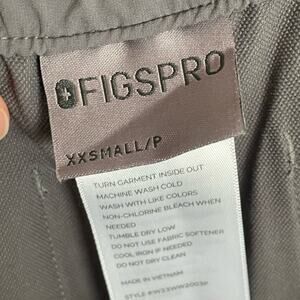 FIGSPRO
XXSMALL/P
TURN GARMENT INSIDE OUT
MACHINE WASH COLD
WASH WITH LIKE COLORS
NON-CHLORINE BLEACH WHEN
NEEDED
TUMBLE DRY LOW
DO NOT USE FABRIC SOFTENER
COOL IRON IF NEEDED
DO NOT DRY CLEAN
MADE IN VIETNAM